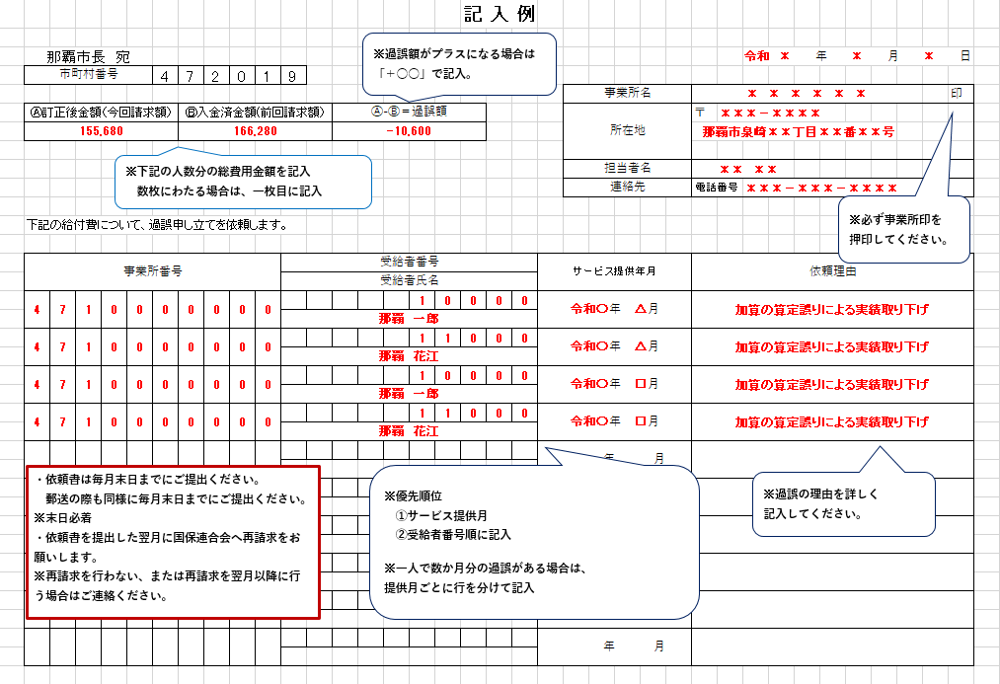 記 入 例
那覇市長 宛
市町村番号 4 7 2 0 1 9
※過誤額がプラスになる場合は
「＋〇〇」で記入。
令和 ＊ 年 ＊ 月 ＊ 日
Ⓐ訂正後金額(今回請求額) Ⓑ入金済金額(前回請求額) Ⓐ-Ⓑ＝過誤額
155,680 166,280 −10,600
※下記の人数分の総費用金額を記入
数枚にわたる場合は、一枚目に記入
事業所名 ＊ ＊ ＊ ＊ ＊ ＊ 印
所在地 〒 ＊＊＊－＊＊＊＊
那覇市泉崎＊＊丁目＊＊番＊＊号
担当者名 ＊＊ ＊＊
連絡先 電話番号 ＊＊＊－＊＊＊－＊＊＊＊
※必ず事業所印を
押印してください。
下記の給付費について、過誤申し立てを依頼します。
事業所番号 受給者番号 サービス提供年月 依頼理由
受給者氏名
4 7 1 0 0 0 0 0 0 0 1 0 0 0 0 令和〇年 △月 加算の算定誤りによる実績取り下げ
那覇 一郎
4 7 1 0 0 0 0 0 0 0 1 1 0 0 0 令和〇年 △月 加算の算定誤りによる実績取り下げ
那覇 花江
4 7 1 0 0 0 0 0 0 0 1 0 0 0 0 令和〇年 □月 加算の算定誤りによる実績取り下げ
那覇 一郎
4 7 1 0 0 0 0 0 0 0 1 1 0 0 0 令和〇年 □月 加算の算定誤りによる実績取り下げ
那覇 花江
年 月
・依頼書は毎月末日までにご提出ください。
郵送の際も同様に毎月末日までにご提出ください。
※末日必着
・依頼書を提出した翌月に国保連合会へ再請求をお
願いします。
※再請求を行わない、または再請求を翌月以降に行
う場合はご連絡ください。
※優先順位
①サービス提供月
②受給者番号順に記入
※一人で数か月分の過誤がある場合は、
提供月ごとに行を分けて記入
※過誤の理由を詳しく
記入してください。
年 月